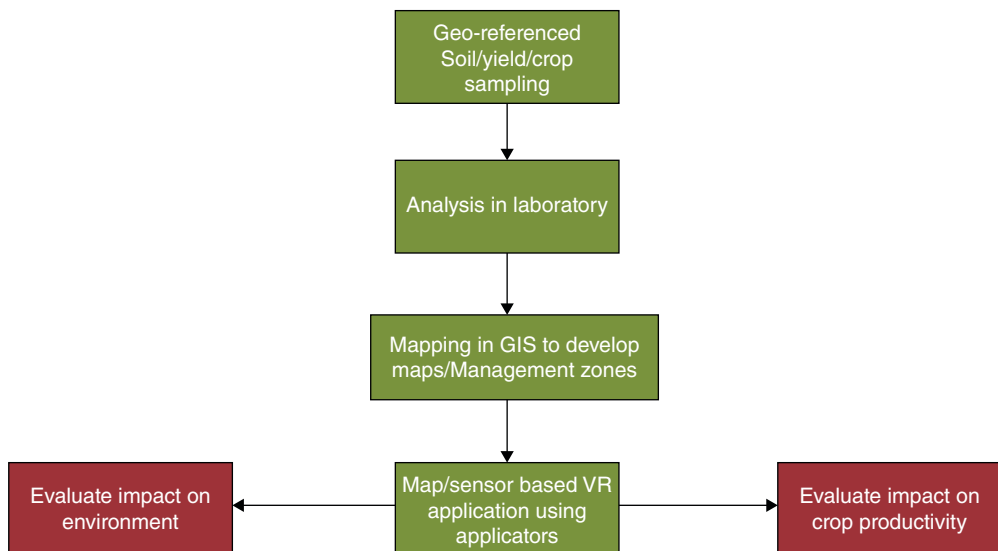 Geo-referenced
Soil/yield/crop
sampling
Analysis in laboratory
Mapping in GIS to develop
maps/Management zones
Evaluate impact on
environment
Map/sensor based VR
application using
applicators
Evaluate impact on
crop productivity